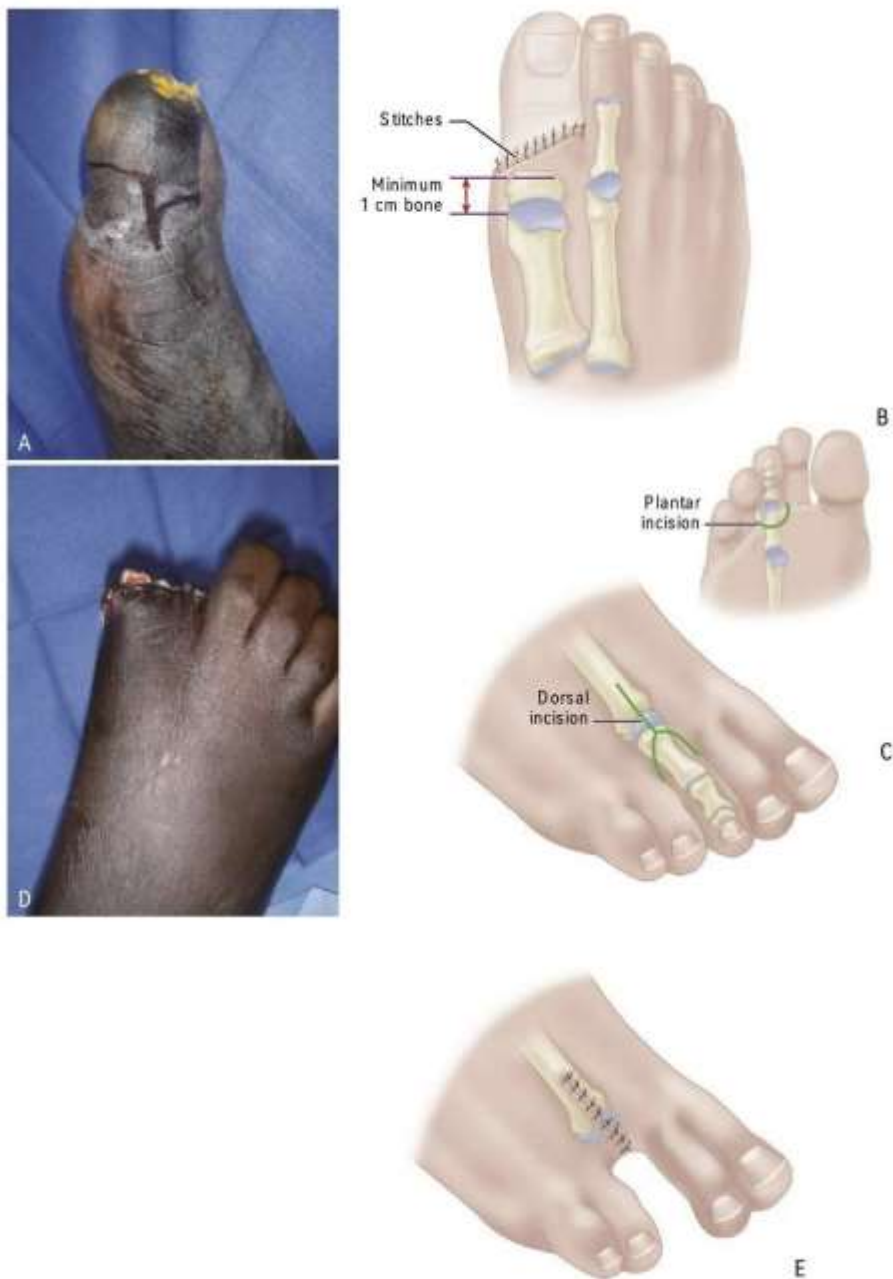 A
Stitches
Minimum
1 cm bone
B
Plantar
incision
Dorsal
incision
C
D
E